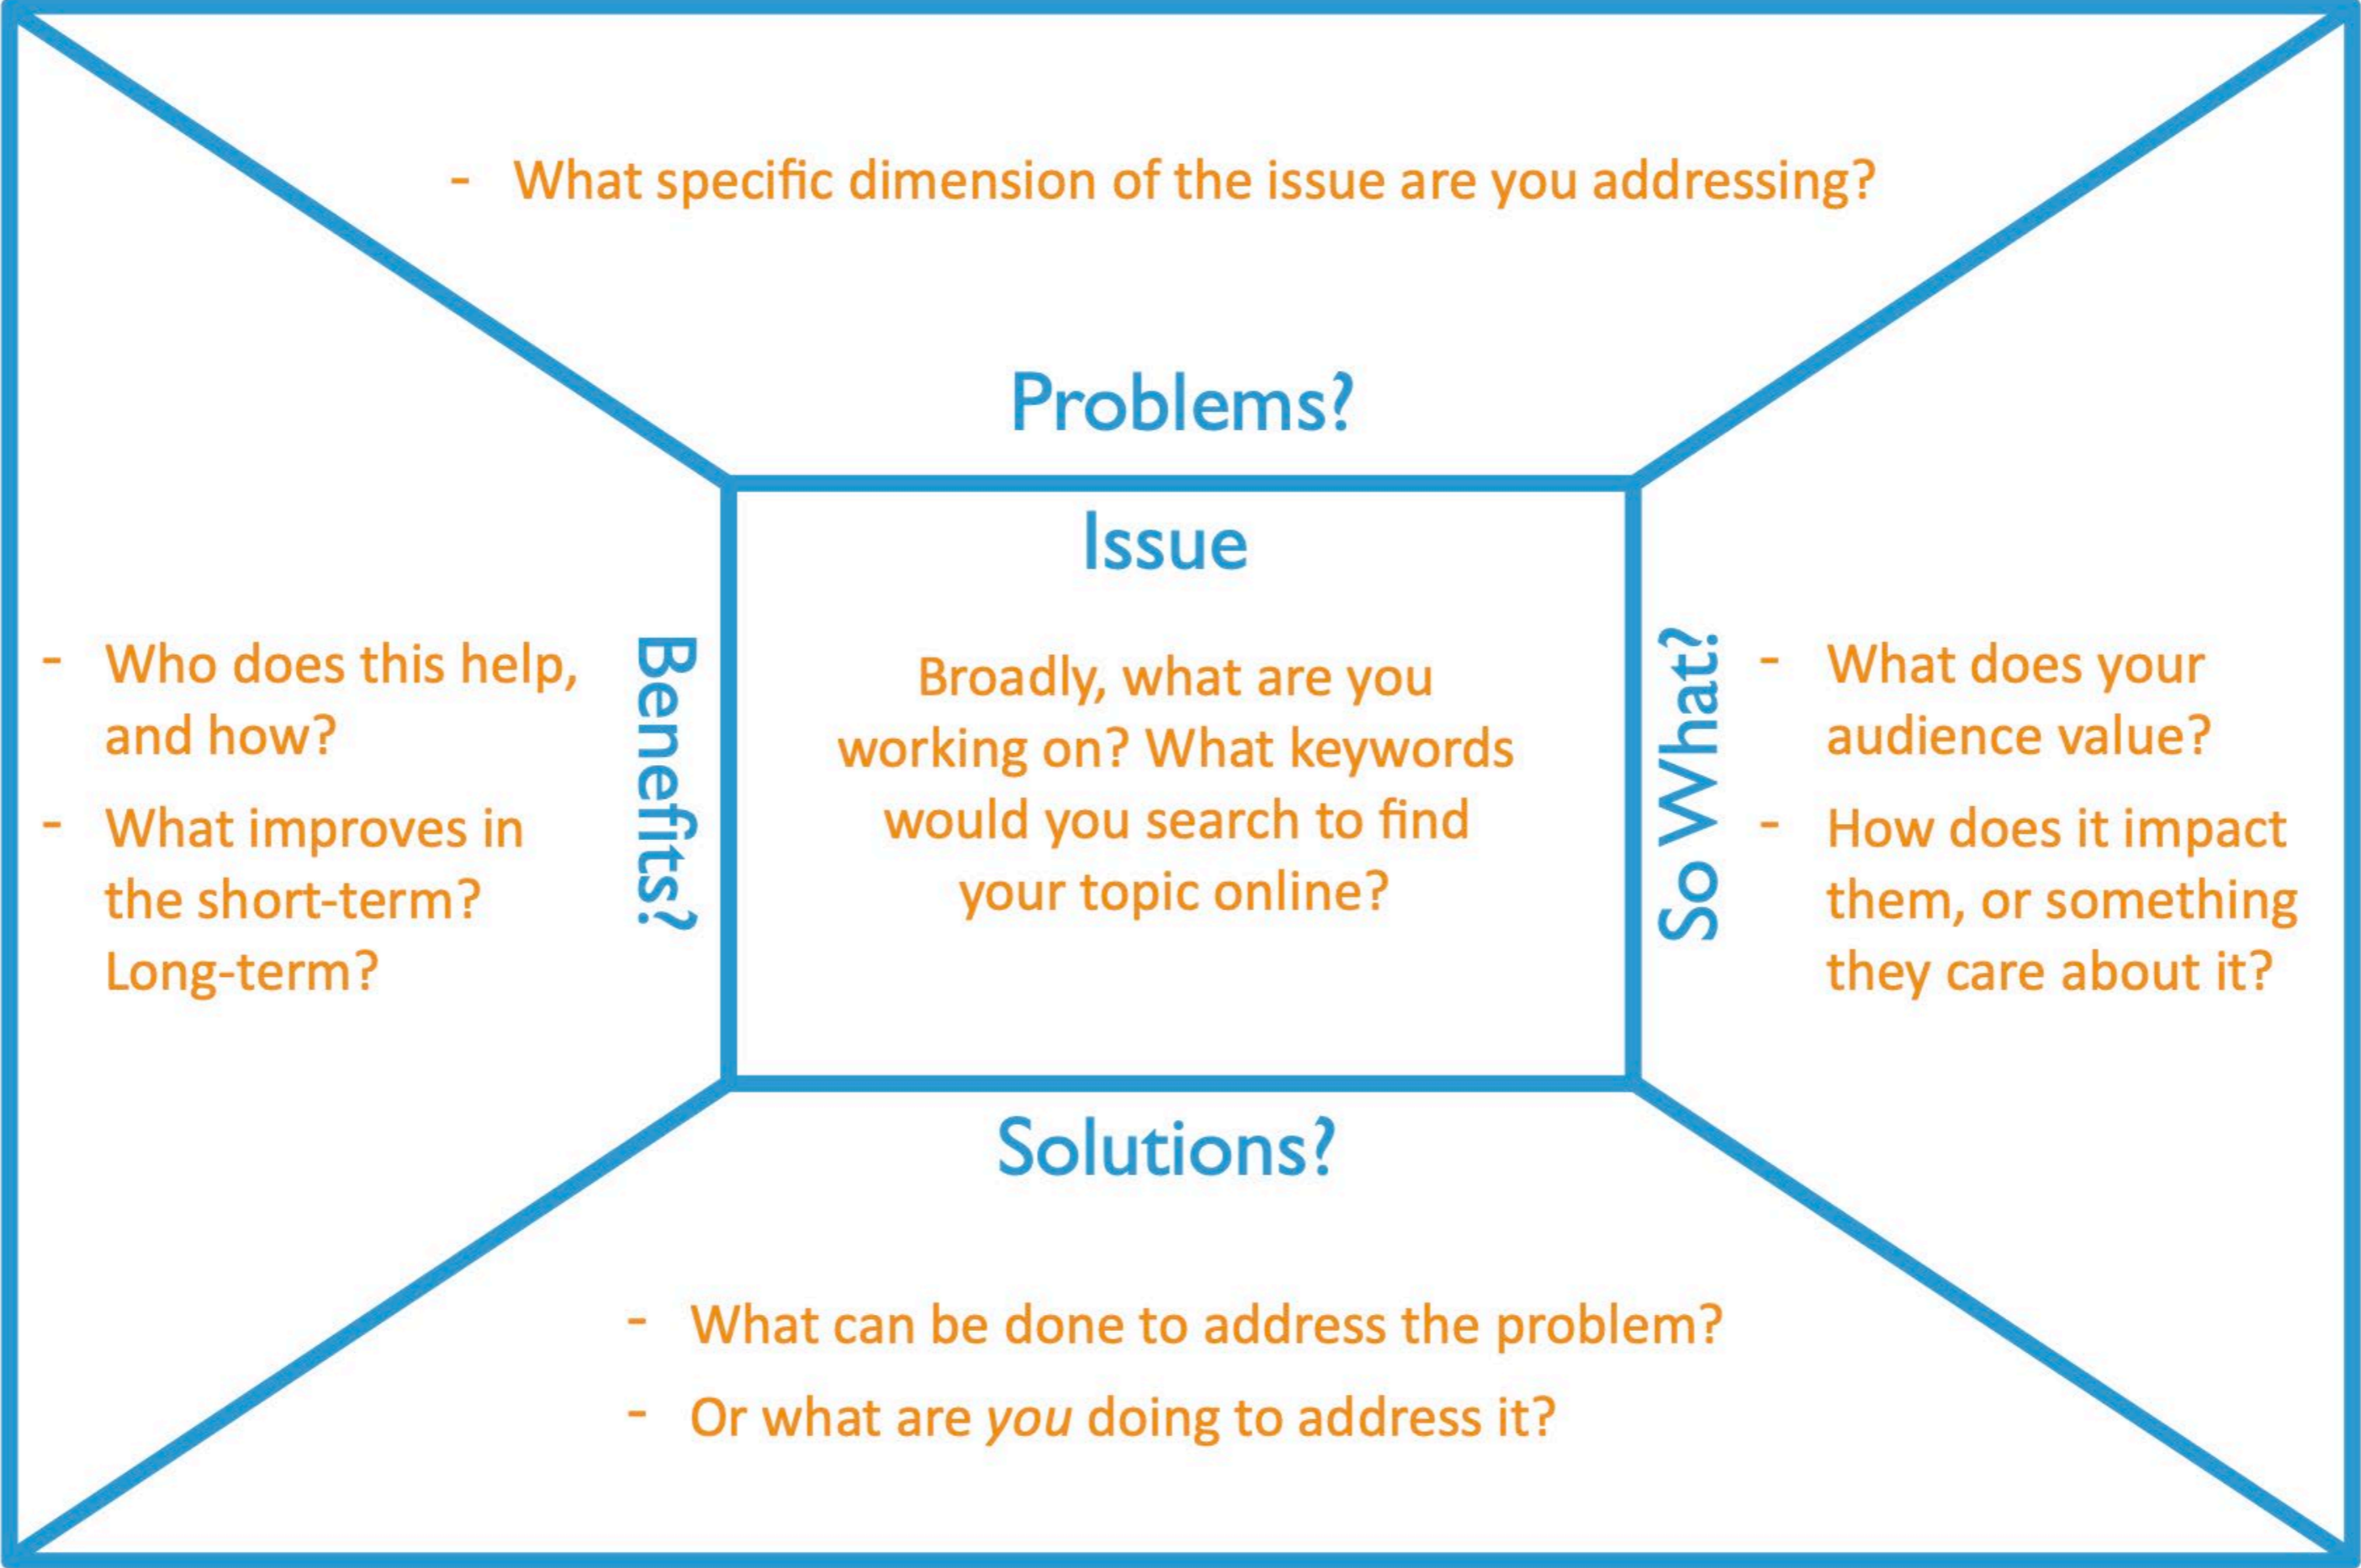 - What specific dimension of the issue are you addressing?
Problems?
Issue
Broadly, what are you
working on? What keywords
would you search to find
your topic online?
Benefits?
- Who does this help,
and how?
- What improves in
the short-term?
Long-term?
So What?
- What does your
audience value?
- How does it impact
them, or something
they care about it?
Solutions?
- What can be done to address the problem?
- Or what are you doing to address it?